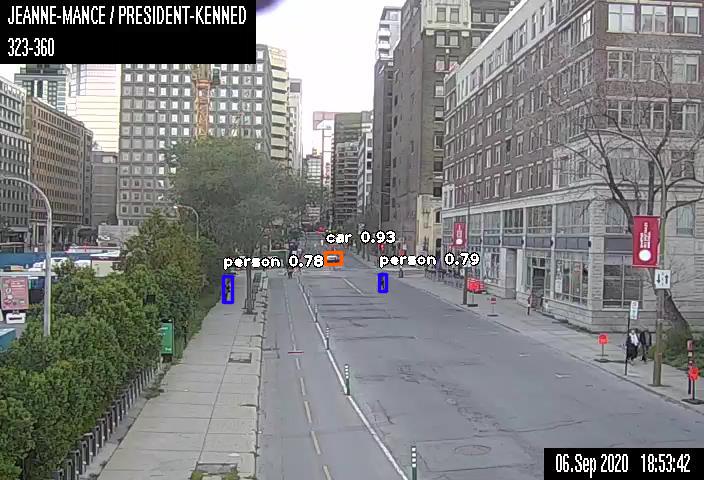 JEANNE-MANCE / PRESIDENT-KENNED
323-360
car 0.93
person 0.78
person 0.79
06.Sep 2020 18:53:42